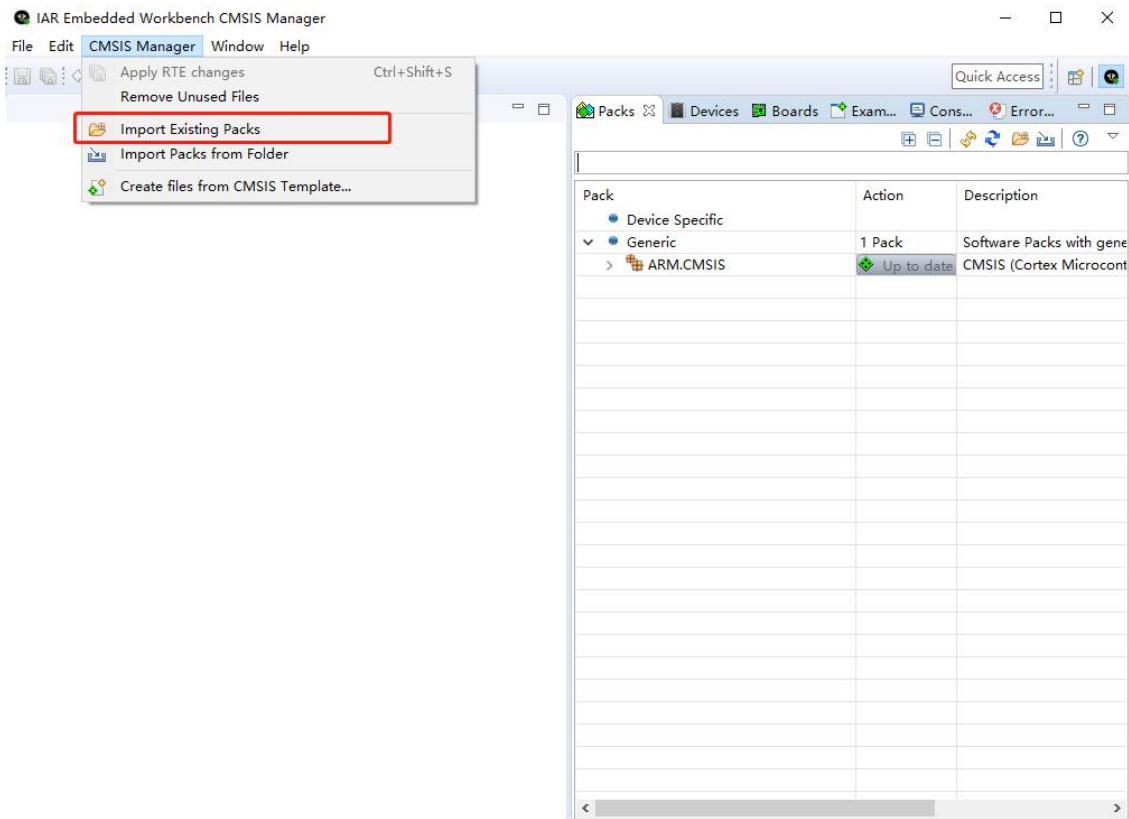 IAR Embedded Workbench CMSIS Manager
File Edit CMSIS Manager Window Help
Apply RTE changes Ctrl+Shift+S
Remove Unused Files
Import Existing Packs
Import Packs from Folder
Create files from CMSIS Template...
Quick Access
Packs Devices Boards Exam... Cons... Error...
Pack Action Description
Device Specific
Generic 1 Pack Software Packs with gene
ARM.CMSIS Up to date CMSIS (Cortex Microcont